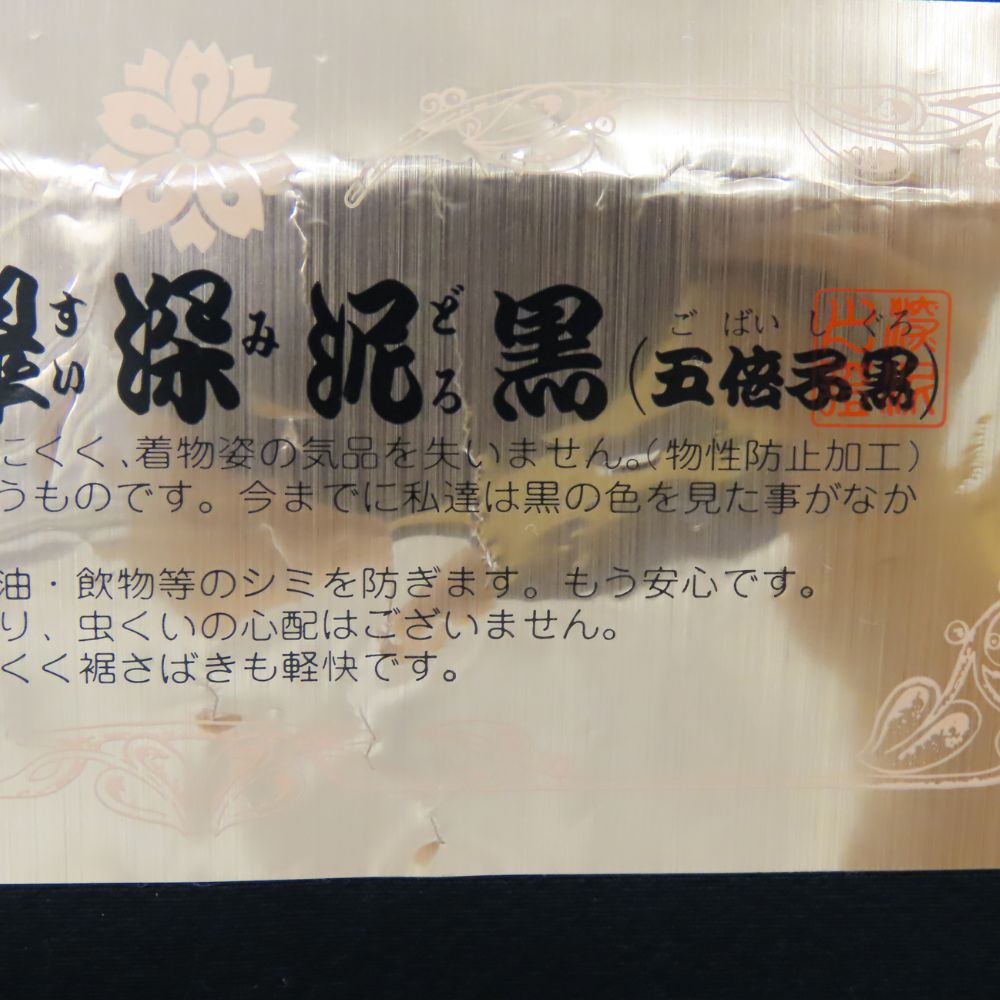 すい深み泥どろ黒(五倍子黒)
ごばいしぐろ
こくく、着物姿の気品を失いません。(物性防止加工)
うものです。今までに私達は黒の色を見た事がなか
油・飲物等のシミを防ぎます。もう安心です。
り、虫くいの心配はございません。
くく裾さばきも軽快です。